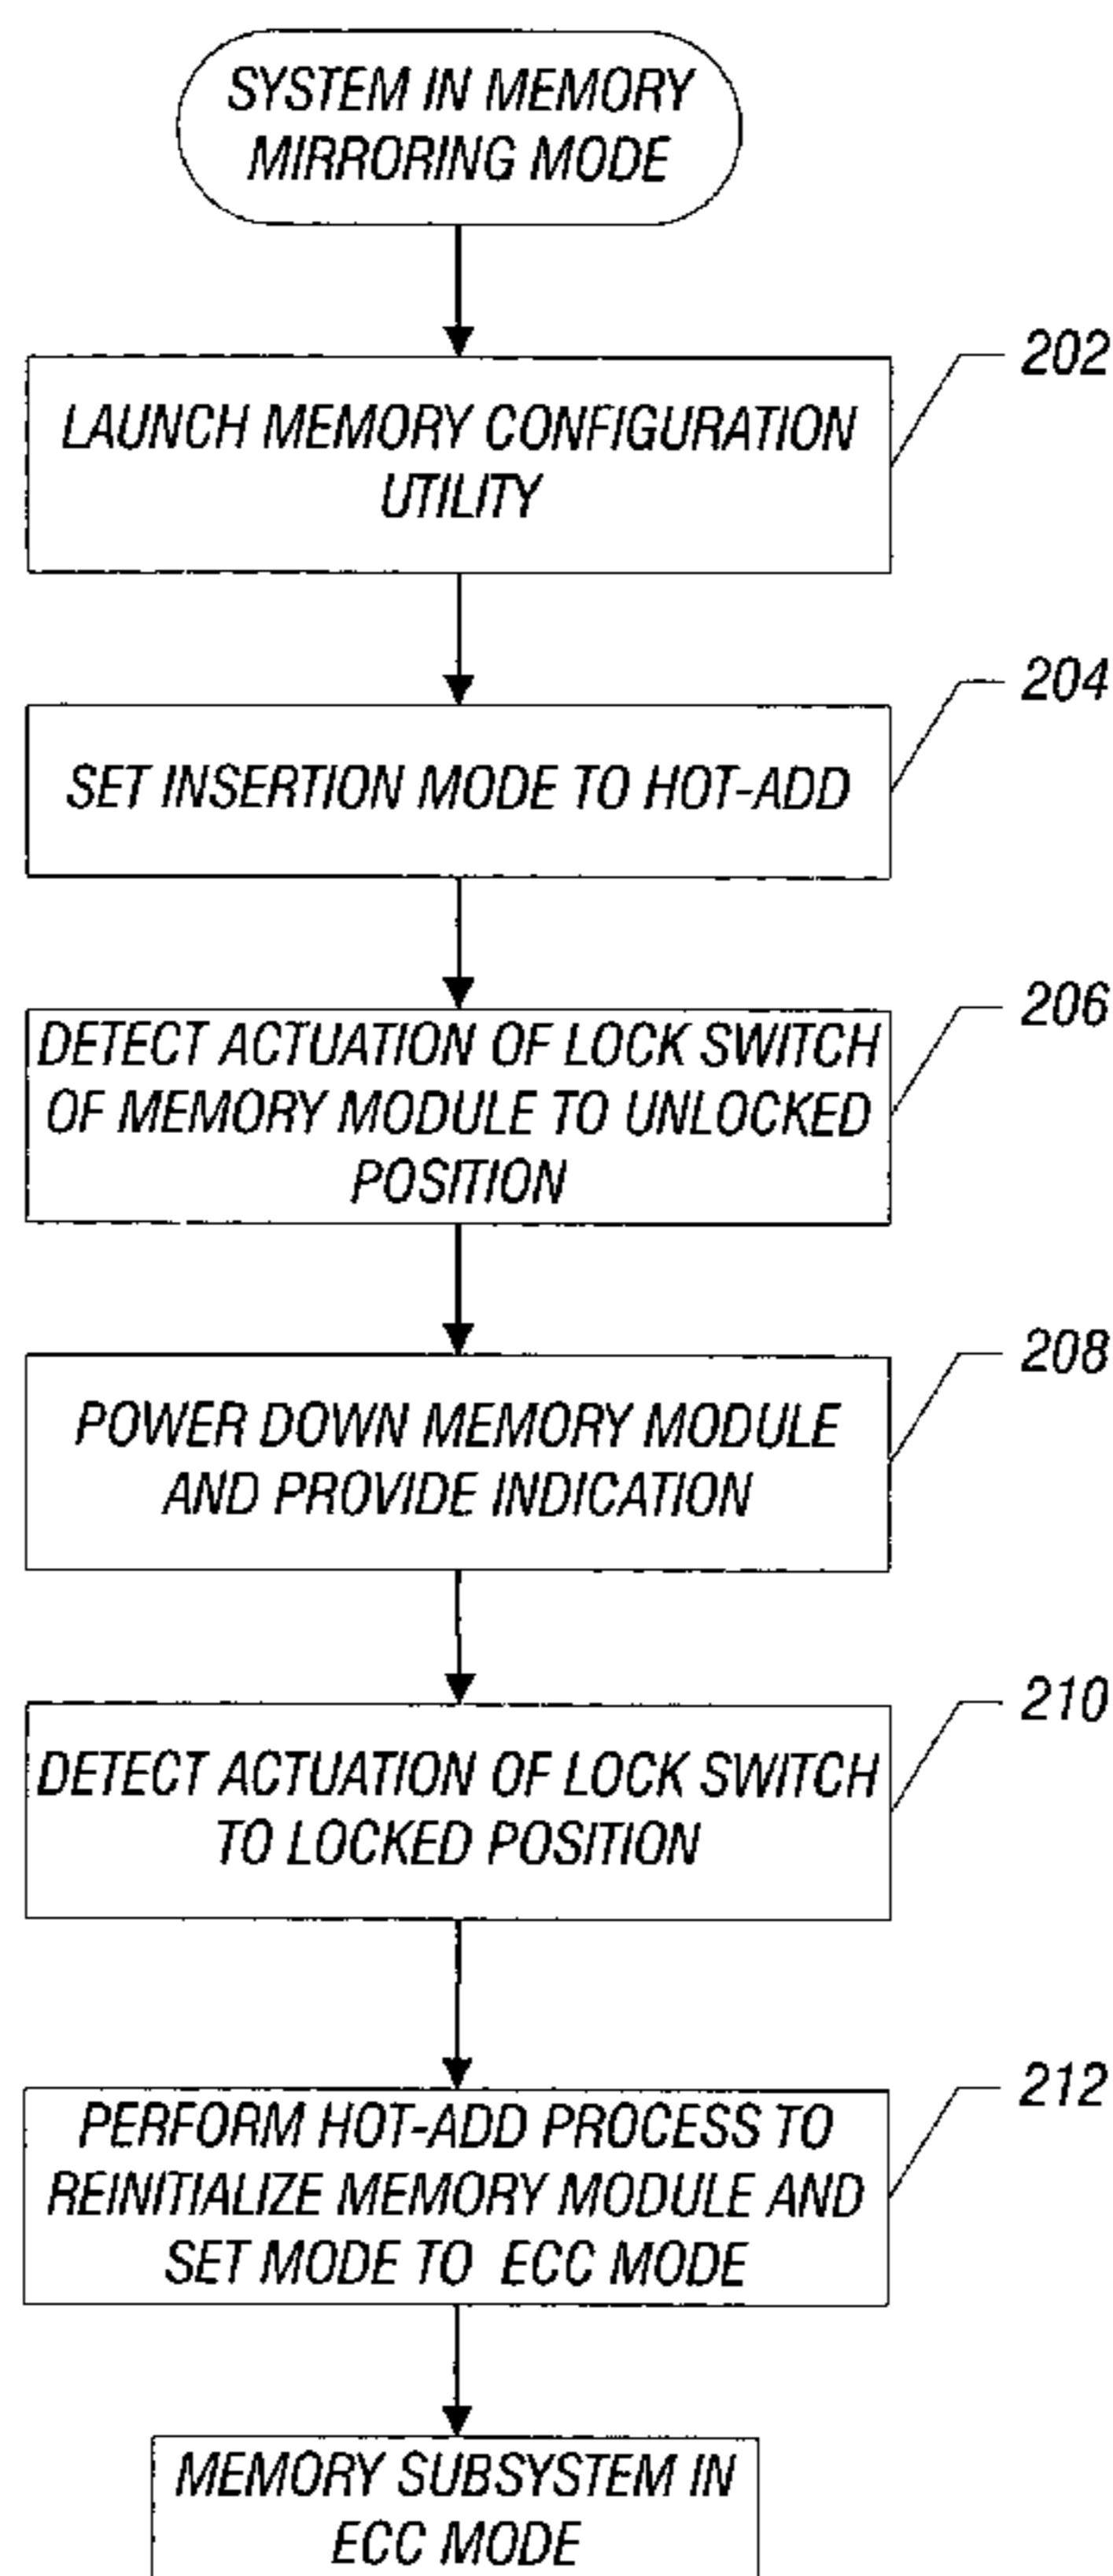 SYSTEM IN MEMORY
MIRRORING MODE
202
LAUNCH MEMORY CONFIGURATION
UTILITY
204
SET INSERTION MODE TO HOT-ADD
206
DETECT ACTUATION OF LOCK SWITCH
OF MEMORY MODULE TO UNLOCKED
POSITION
208
POWER DOWN MEMORY MODULE
AND PROVIDE INDICATION
210
DETECT ACTUATION OF LOCK SWITCH
TO LOCKED POSITION
212
PERFORM HOT-ADD PROCESS TO
REINITIALIZE MEMORY MODULE AND
SET MODE TO ECC MODE
MEMORY SUBSYSTEM IN
ECC MODE